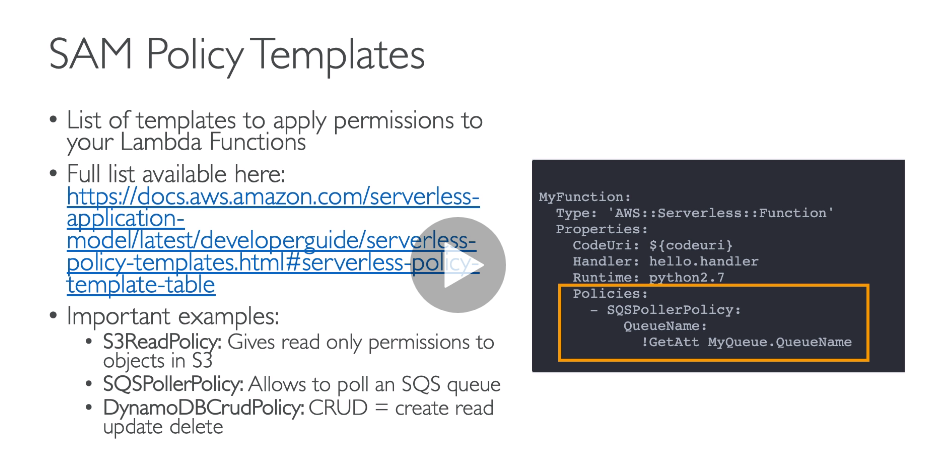 SAM Policy Templates
• List of templates to apply permissions to
your Lambda Functions
• Full list available here:
https://docs.aws.amazon.com/serverless-
application-
model/latest/developerguide/serverless-
policy-templates.html#serverless-policy-
template-table
• Important examples:
• S3ReadPolicy: Gives read only permissions to
objects in S3
• SQSPollerPolicy: Allows to poll an SQS queue
• DynamoDBCrudPolicy: CRUD = create read
update delete
MyFunction:
Type: 'AWS::Serverless::Function'
Properties:
CodeUri: ${codeuri}
Handler: hello.handler
Runtime: python2.7
Policies:
- SQSPollerPolicy:
QueueName:
!GetAtt MyQueue.QueueName